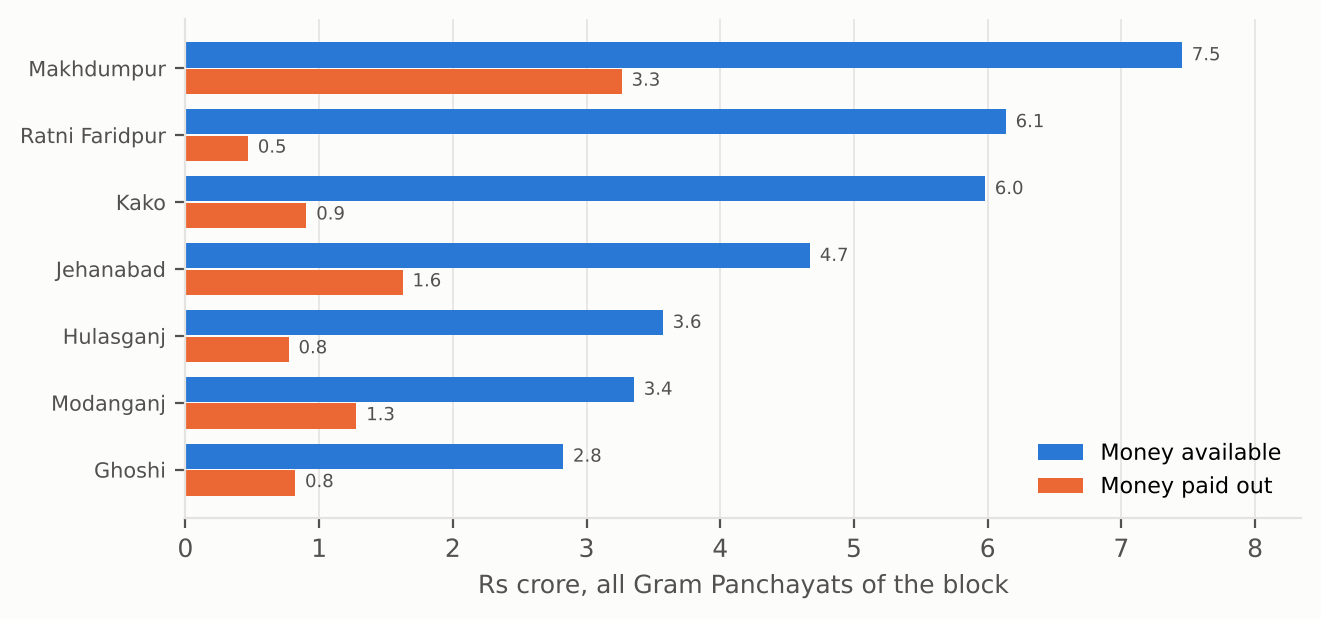 Makhdumpur
7.5
3.3
Ratni Faridpur
6.1
0.5
Kako
6.0
0.9
Jehanabad
4.7
1.6
Hulasganj
3.6
0.8
Modanganj
3.4
1.3
Ghoshi
2.8
0.8
Money available
Money paid out
0 1 2 3 4 5 6 7 8
Rs crore, all Gram Panchayats of the block